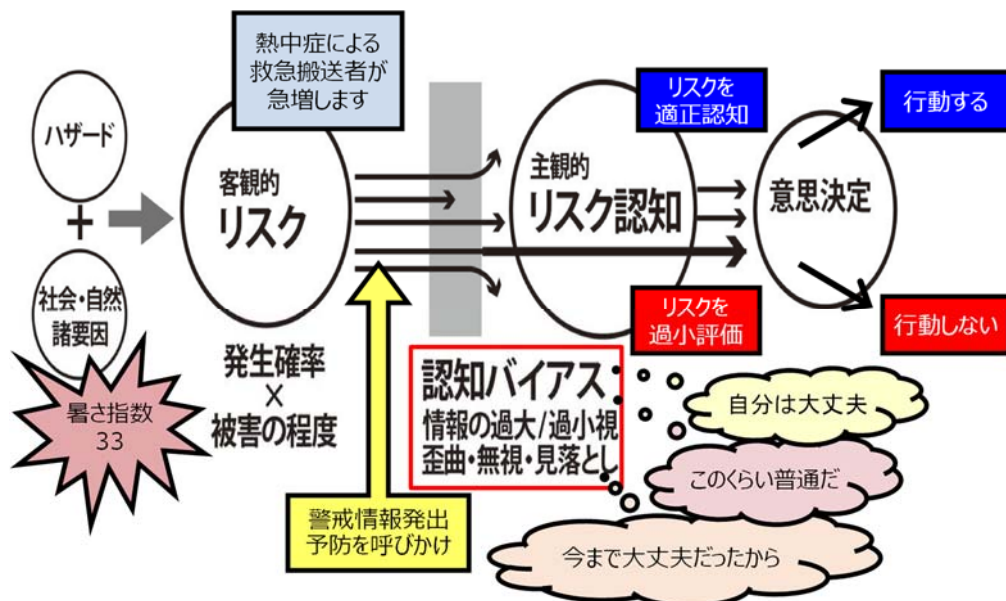 熱中症による
救急搬送者が
急増します
ハザード
+
社会・自然
諸要因
暑さ指数
33
客観的
リスク
発生確率
×
被害の程度
警戒情報発出
予防を呼びかけ
認知バイアス
情報の過大/過小視
歪曲・無視・見落とし
主観的
リスク認知
リスクを
適正認知
リスクを
過小評価
意思決定
行動する
行動しない
自分は大丈夫
このくらい普通だ
今まで大丈夫だったから